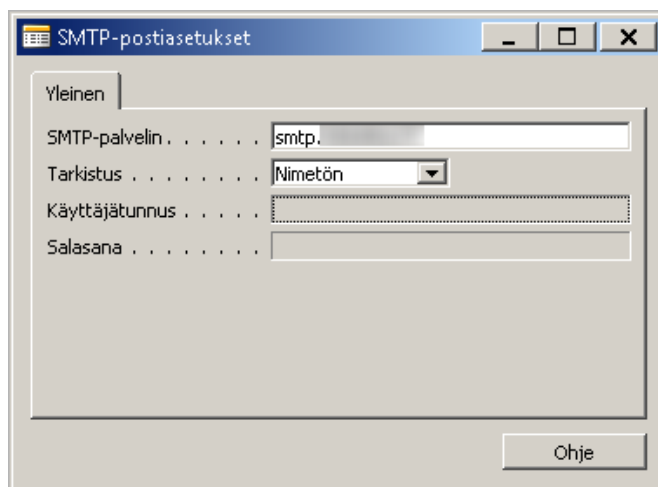 SMTP-postiasetukset
Yleinen
SMTP-palvelin . . . . . . smtp.
Tarkistus . . . . . . . . Nimetön
Käyttäjätunnus . . . . .
Salasana . . . . . . . .
Ohje